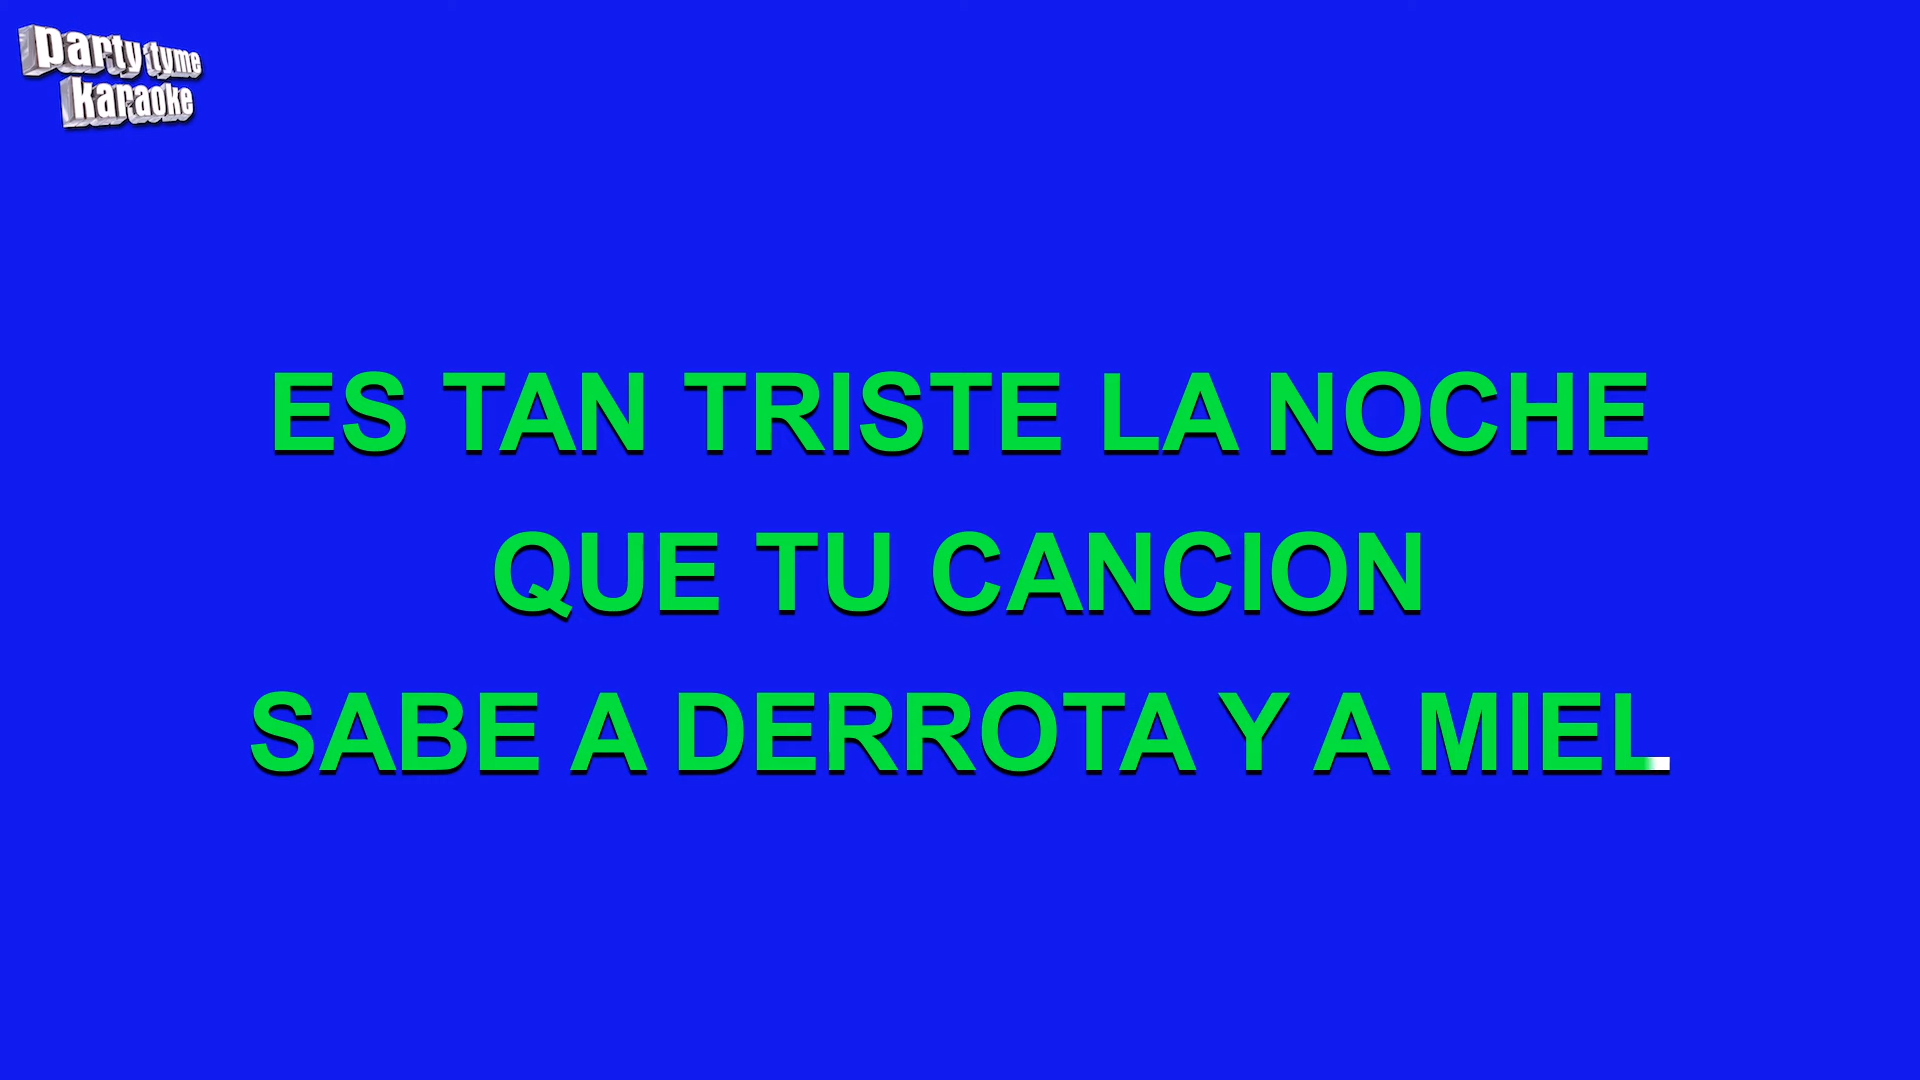 party tyme
karaoke
ES TAN TRISTE LA NOCHE
QUE TU CANCION
SABE A DERROTA Y A MIEL